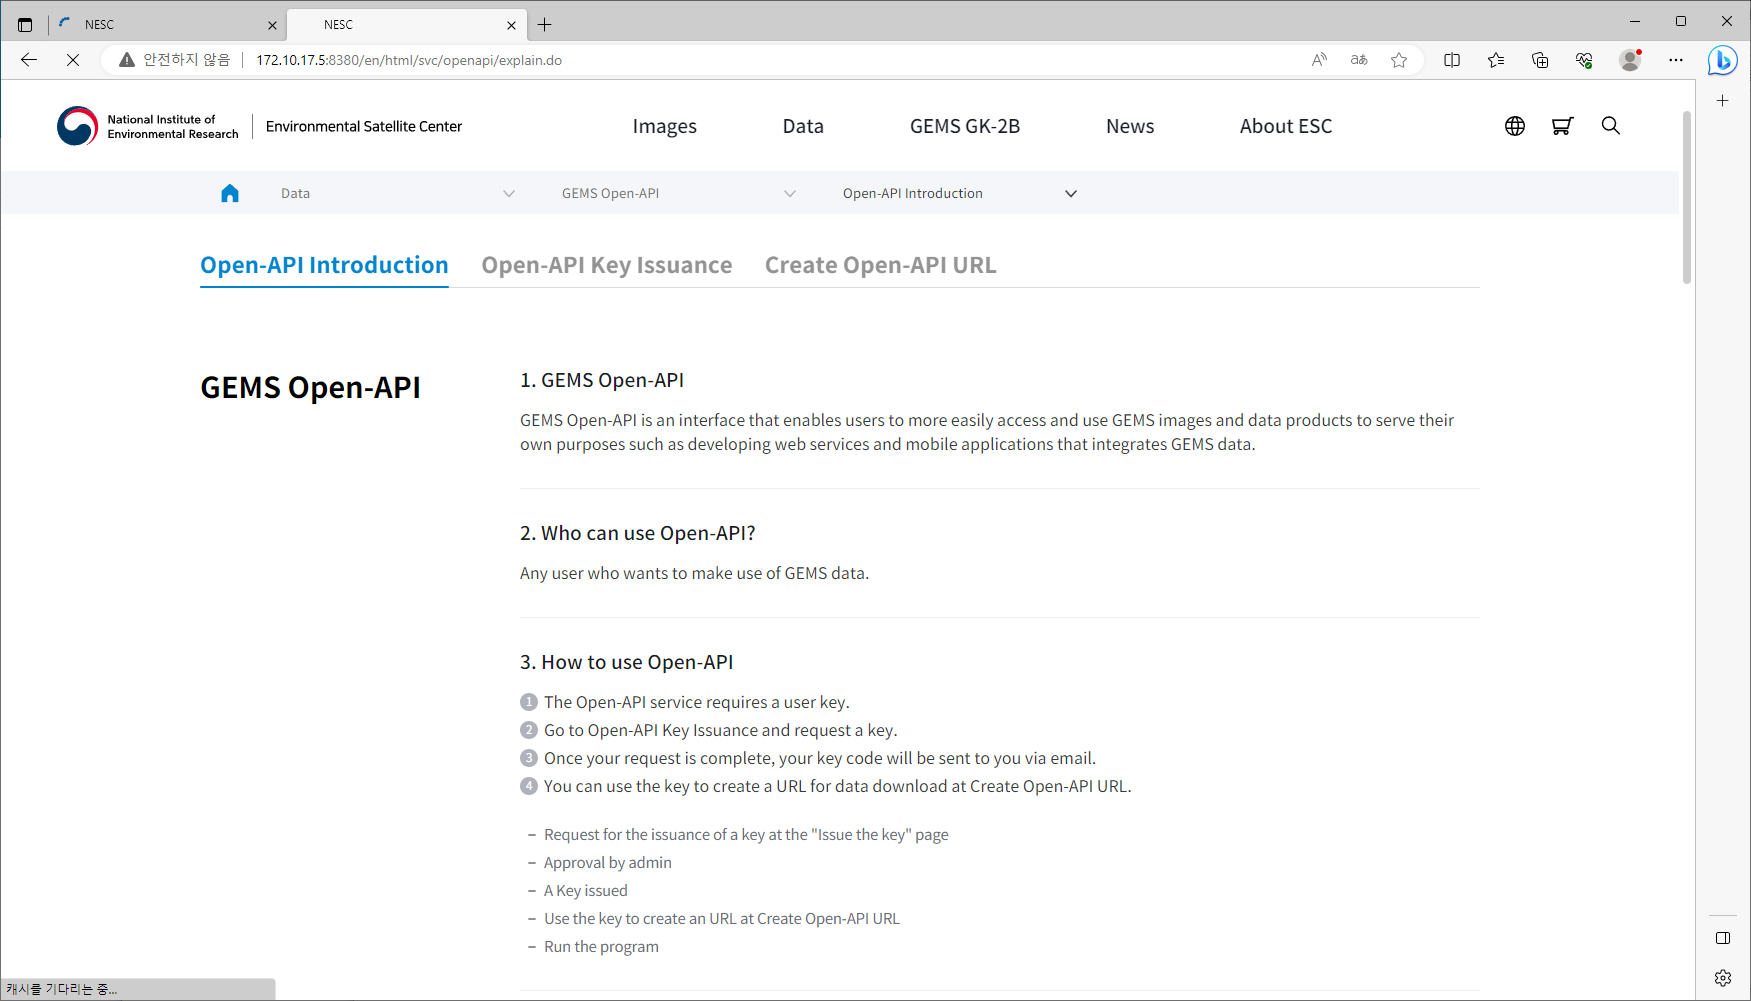 NESC
NESC
안전하지 않음
172.10.17.5:8380/en/html/svc/openapi/explain.do
National Institute of
Environmental Research
Environmental Satellite Center
Images
Data
GEMS GK-2B
News
About ESC
Data
GEMS Open-API
Open-API Introduction
Open-API Introduction
Open-API Key Issuance
Create Open-API URL
GEMS Open-API
1. GEMS Open-API
GEMS Open-API is an interface that enables users to more easily access and use GEMS images and data products to serve their
own purposes such as developing web services and mobile applications that integrates GEMS data.
2. Who can use Open-API?
Any user who wants to make use of GEMS data.
3. How to use Open-API
1 The Open-API service requires a user key.
2 Go to Open-API Key Issuance and request a key.
3 Once your request is complete, your key code will be sent to you via email.
4 You can use the key to create a URL for data download at Create Open-API URL.
– Request for the issuance of a key at the "Issue the key" page
– Approval by admin
– A Key issued
– Use the key to create an URL at Create Open-API URL
– Run the program
캐시를 기다리는 중...